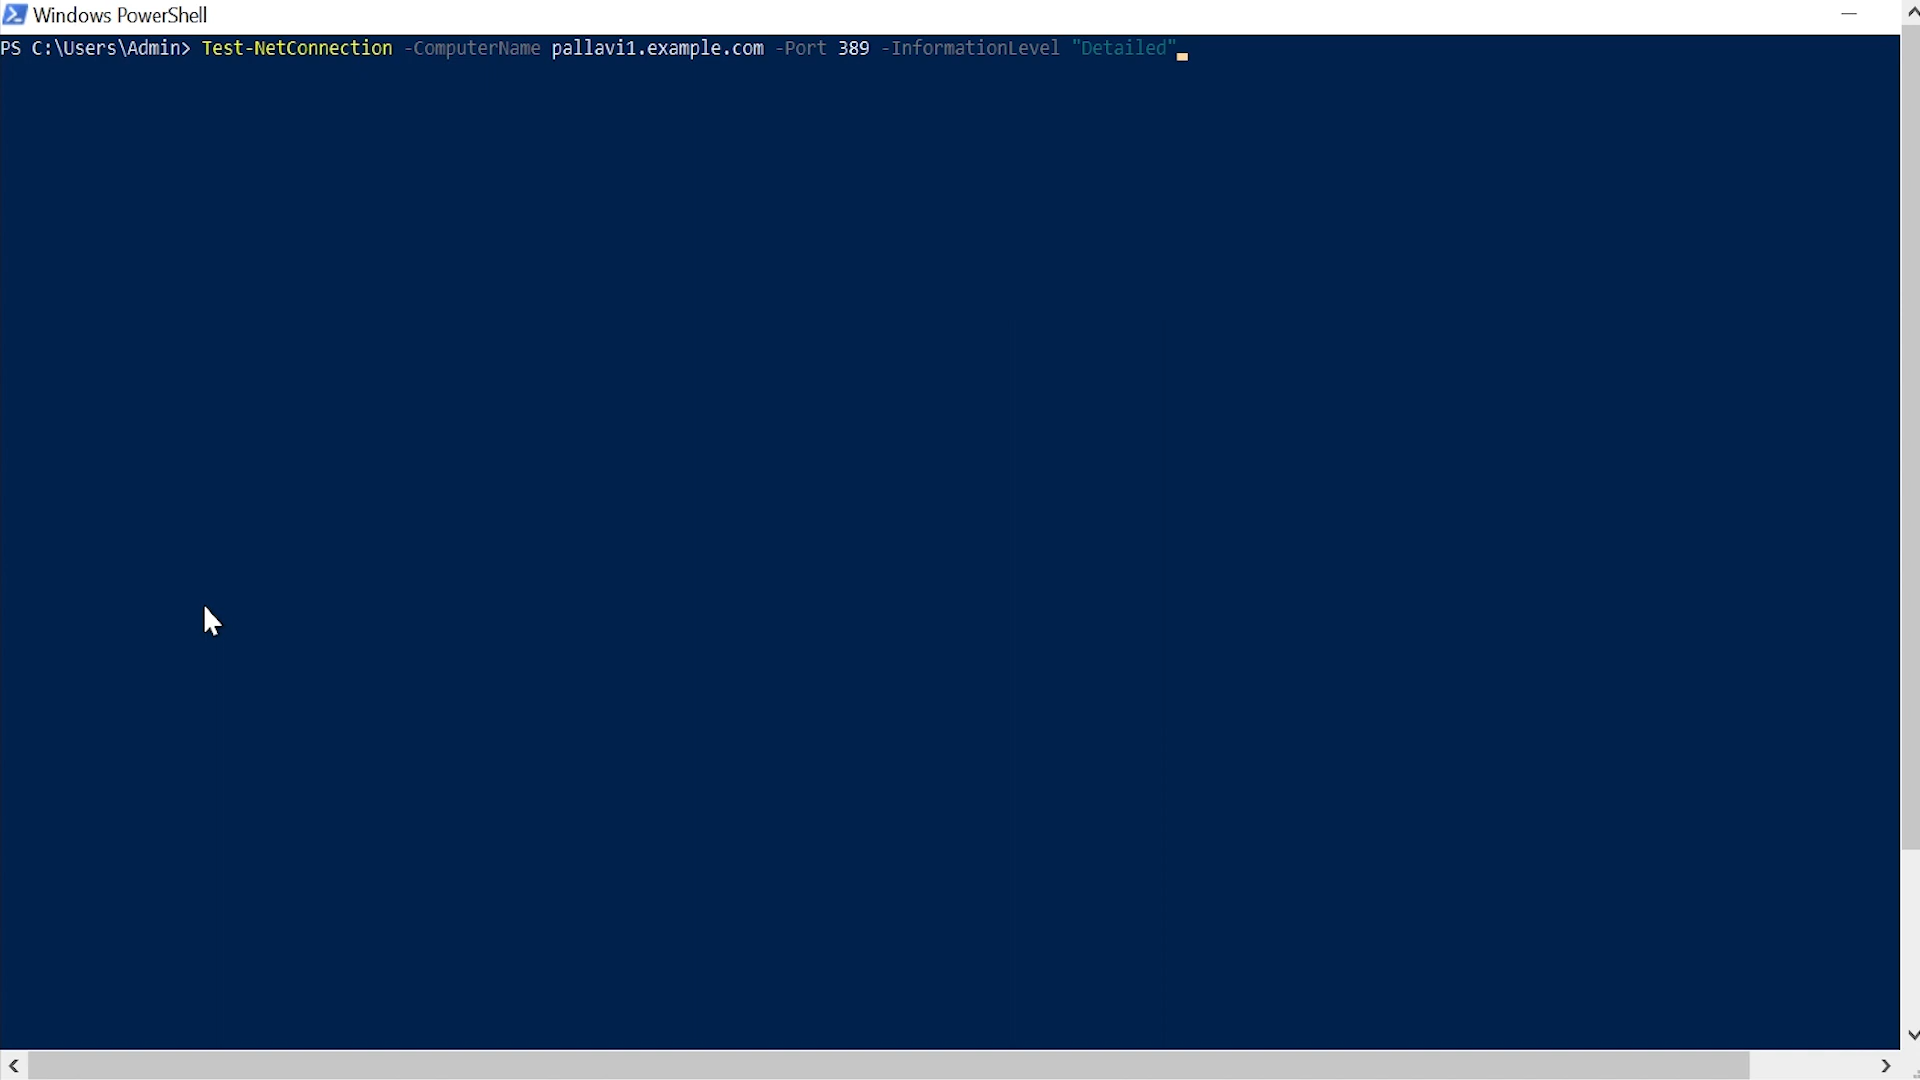 Windows PowerShell
PS C:\Users\Admin> Test-NetConnection -ComputerName pallavi1.example.com -Port 389 -InformationLevel "Detailed"